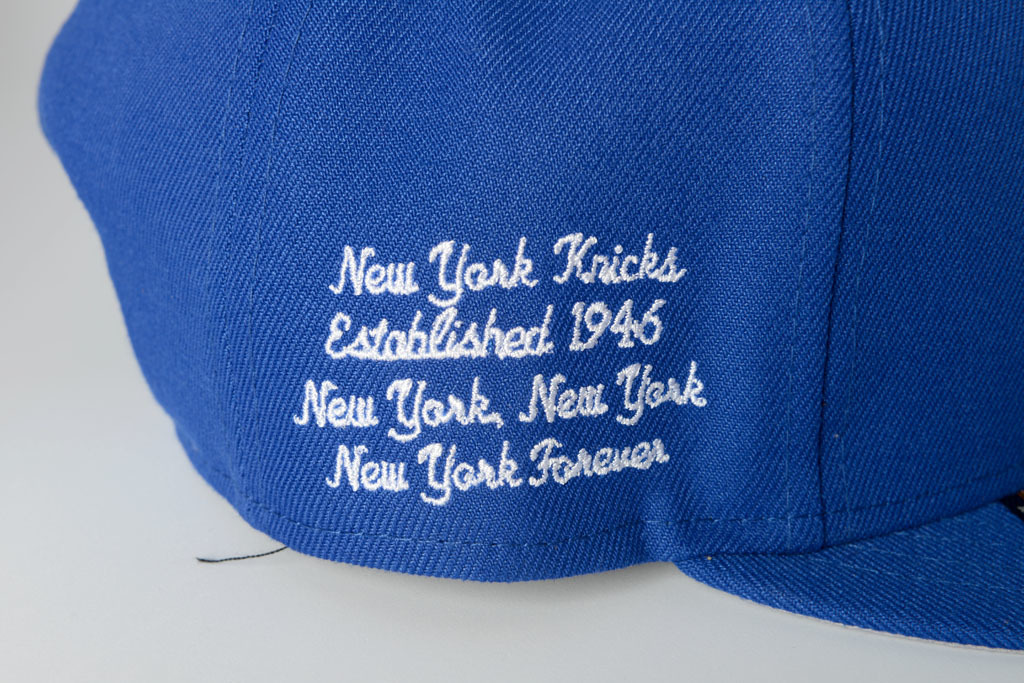 New York Knicks
Established 1946
New York, New York
New York Forever